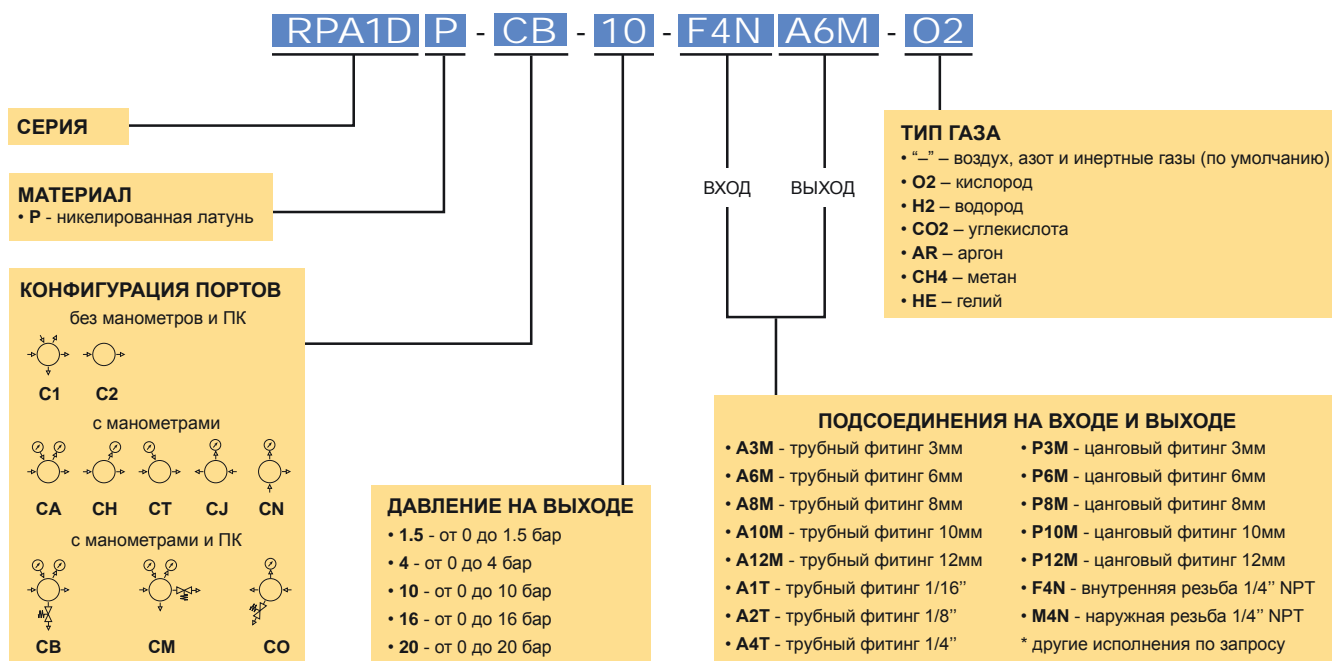 RPA1D P - CB - 10 - F4N A6M - O2
СЕРИЯ
МАТЕРИАЛ
• P - никелированная латунь
КОНФИГУРАЦИЯ ПОРТОВ
без манометров и ПК
C1 C2
с манометрами
CA CH CT CJ CN
с манометрами и ПК
CB CM CO
ДАВЛЕНИЕ НА ВЫХОДЕ
• 1.5 - от 0 до 1.5 бар
• 4 - от 0 до 4 бар
• 10 - от 0 до 10 бар
• 16 - от 0 до 16 бар
• 20 - от 0 до 20 бар
ВХОД ВЫХОД
ТИП ГАЗА
• “–” – воздух, азот и инертные газы (по умолчанию)
• O2 – кислород
• H2 – водород
• CO2 – углекислота
• AR – аргон
• CH4 – метан
• HE – гелий
ПОДСОЕДИНЕНИЯ НА ВХОДЕ И ВЫХОДЕ
• A3M - трубный фитинг 3мм
• A6M - трубный фитинг 6мм
• A8M - трубный фитинг 8мм
• A10M - трубный фитинг 10мм
• A12M - трубный фитинг 12мм
• A1T - трубный фитинг 1/16’’
• A2T - трубный фитинг 1/8’’
• A4T - трубный фитинг 1/4’’
• P3M - цанговый фитинг 3мм
• P6M - цанговый фитинг 6мм
• P8M - цанговый фитинг 8мм
• P10M - цанговый фитинг 10мм
• P12M - цанговый фитинг 12мм
• F4N - внутренняя резьба 1/4’’ NPT
• M4N - наружная резьба 1/4’’ NPT
* другие исполнения по запросу